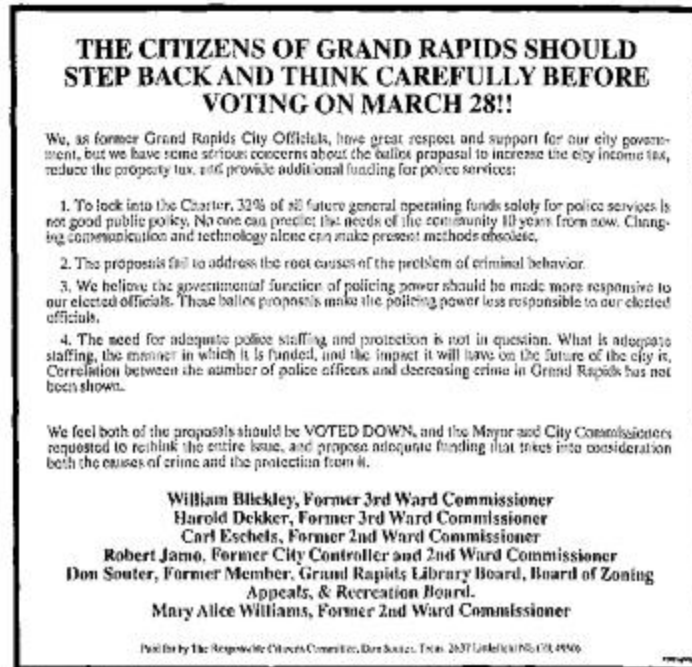 THE CITIZENS OF GRAND RAPIDS SHOULD
STEP BACK AND THINK CAREFULLY BEFORE
VOTING ON MARCH 28!!
We, as former Grand Rapids City Officials, have great respect and support for our city govern-
ment, but we have some serious concerns about the ballot proposal to increase the city income tax,
reduce the property tax, and provide additional funding for police services:
1. To lock into the Charter, 32% of all future general operating funds solely for police services is
not good public policy. No one can predict the needs of the community 10 years from now. Chang-
ing communication and technology alone can make present methods obsolete.
2. The proposals fail to address the root causes of the problem of criminal behavior.
3. We believe the governmental function of policing power should be made more responsive to
our elected officials. These ballot proposals make the policing power less responsible to our elected
officials.
4. The need for adequate police staffing and protection is not in question. What is adequate
staffing, the manner in which it is funded, and the impact it will have on the future of the city is.
Correlation between the number of police officers and decreasing crime in Grand Rapids has not
been shown.
We feel both of the proposals should be VOTED DOWN, and the Mayor and City Commissioners
requested to rethink the entire issue, and propose adequate funding that takes into consideration
both the causes of crime and the protection from it.
William Blickley, Former 3rd Ward Commissioner
Harold Dekker, Former 3rd Ward Commissioner
Carl Eschels, Former 2nd Ward Commissioner
Robert Jamo, Former City Controller and 2nd Ward Commissioner
Don Souter, Former Member, Grand Rapids Library Board, Board of Zoning
Appeals, & Recreation Board.
Mary Alice Williams, Former 2nd Ward Commissioner
Paid for by The Responsible Citizens Committee, Don Souter, Treas. 2637 Littlefield NE, GR, 49506